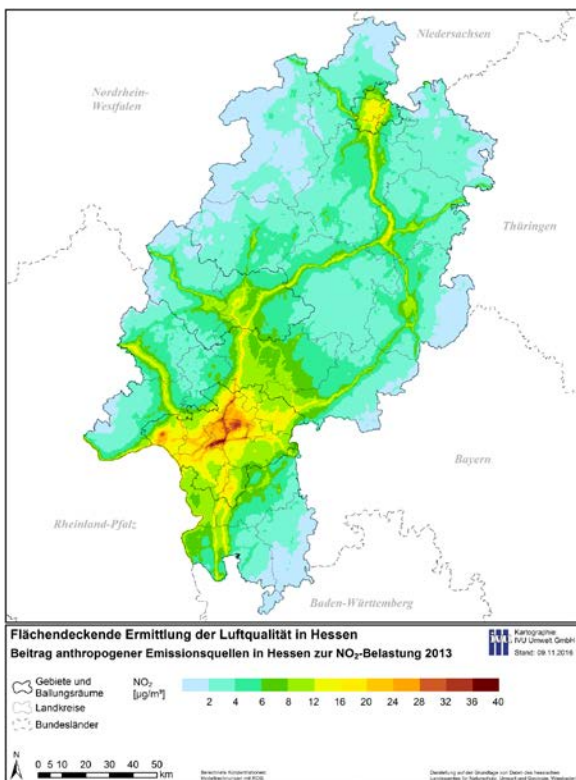 Niedersachsen
Nordrhein-
Westfalen
Thüringen
Bayern
Rheinland-Pfalz
Baden-Württemberg
Flächendeckende Ermittlung der Luftqualität in Hessen
Beitrag anthropogener Emissionsquellen in Hessen zur NO₂-Belastung 2013
Kartographie
IVU Umwelt GmbH
Stand: 09.11.2016
Gebiete und
Ballungsräume
Landkreise
Bundesländer
NO₂
[µg/m³]
2 4 6 8 12 16 20 24 28 32 36 40
N
0 5 10 20 30 40 50
km